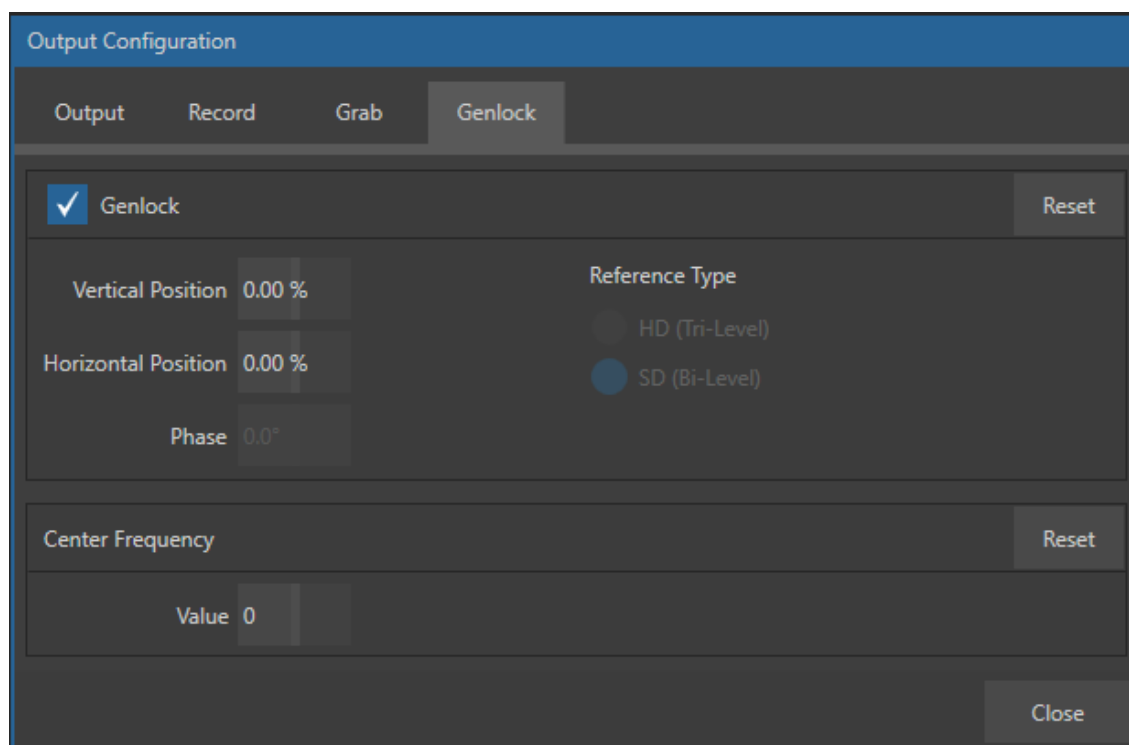 Output Configuration
Output Record Grab Genlock
Genlock Reset
Vertical Position 0.00 %
Reference Type
HD (Tri-Level)
Horizontal Position 0.00 %
SD (Bi-Level)
Phase 0.0°
Center Frequency Reset
Value 0
Close